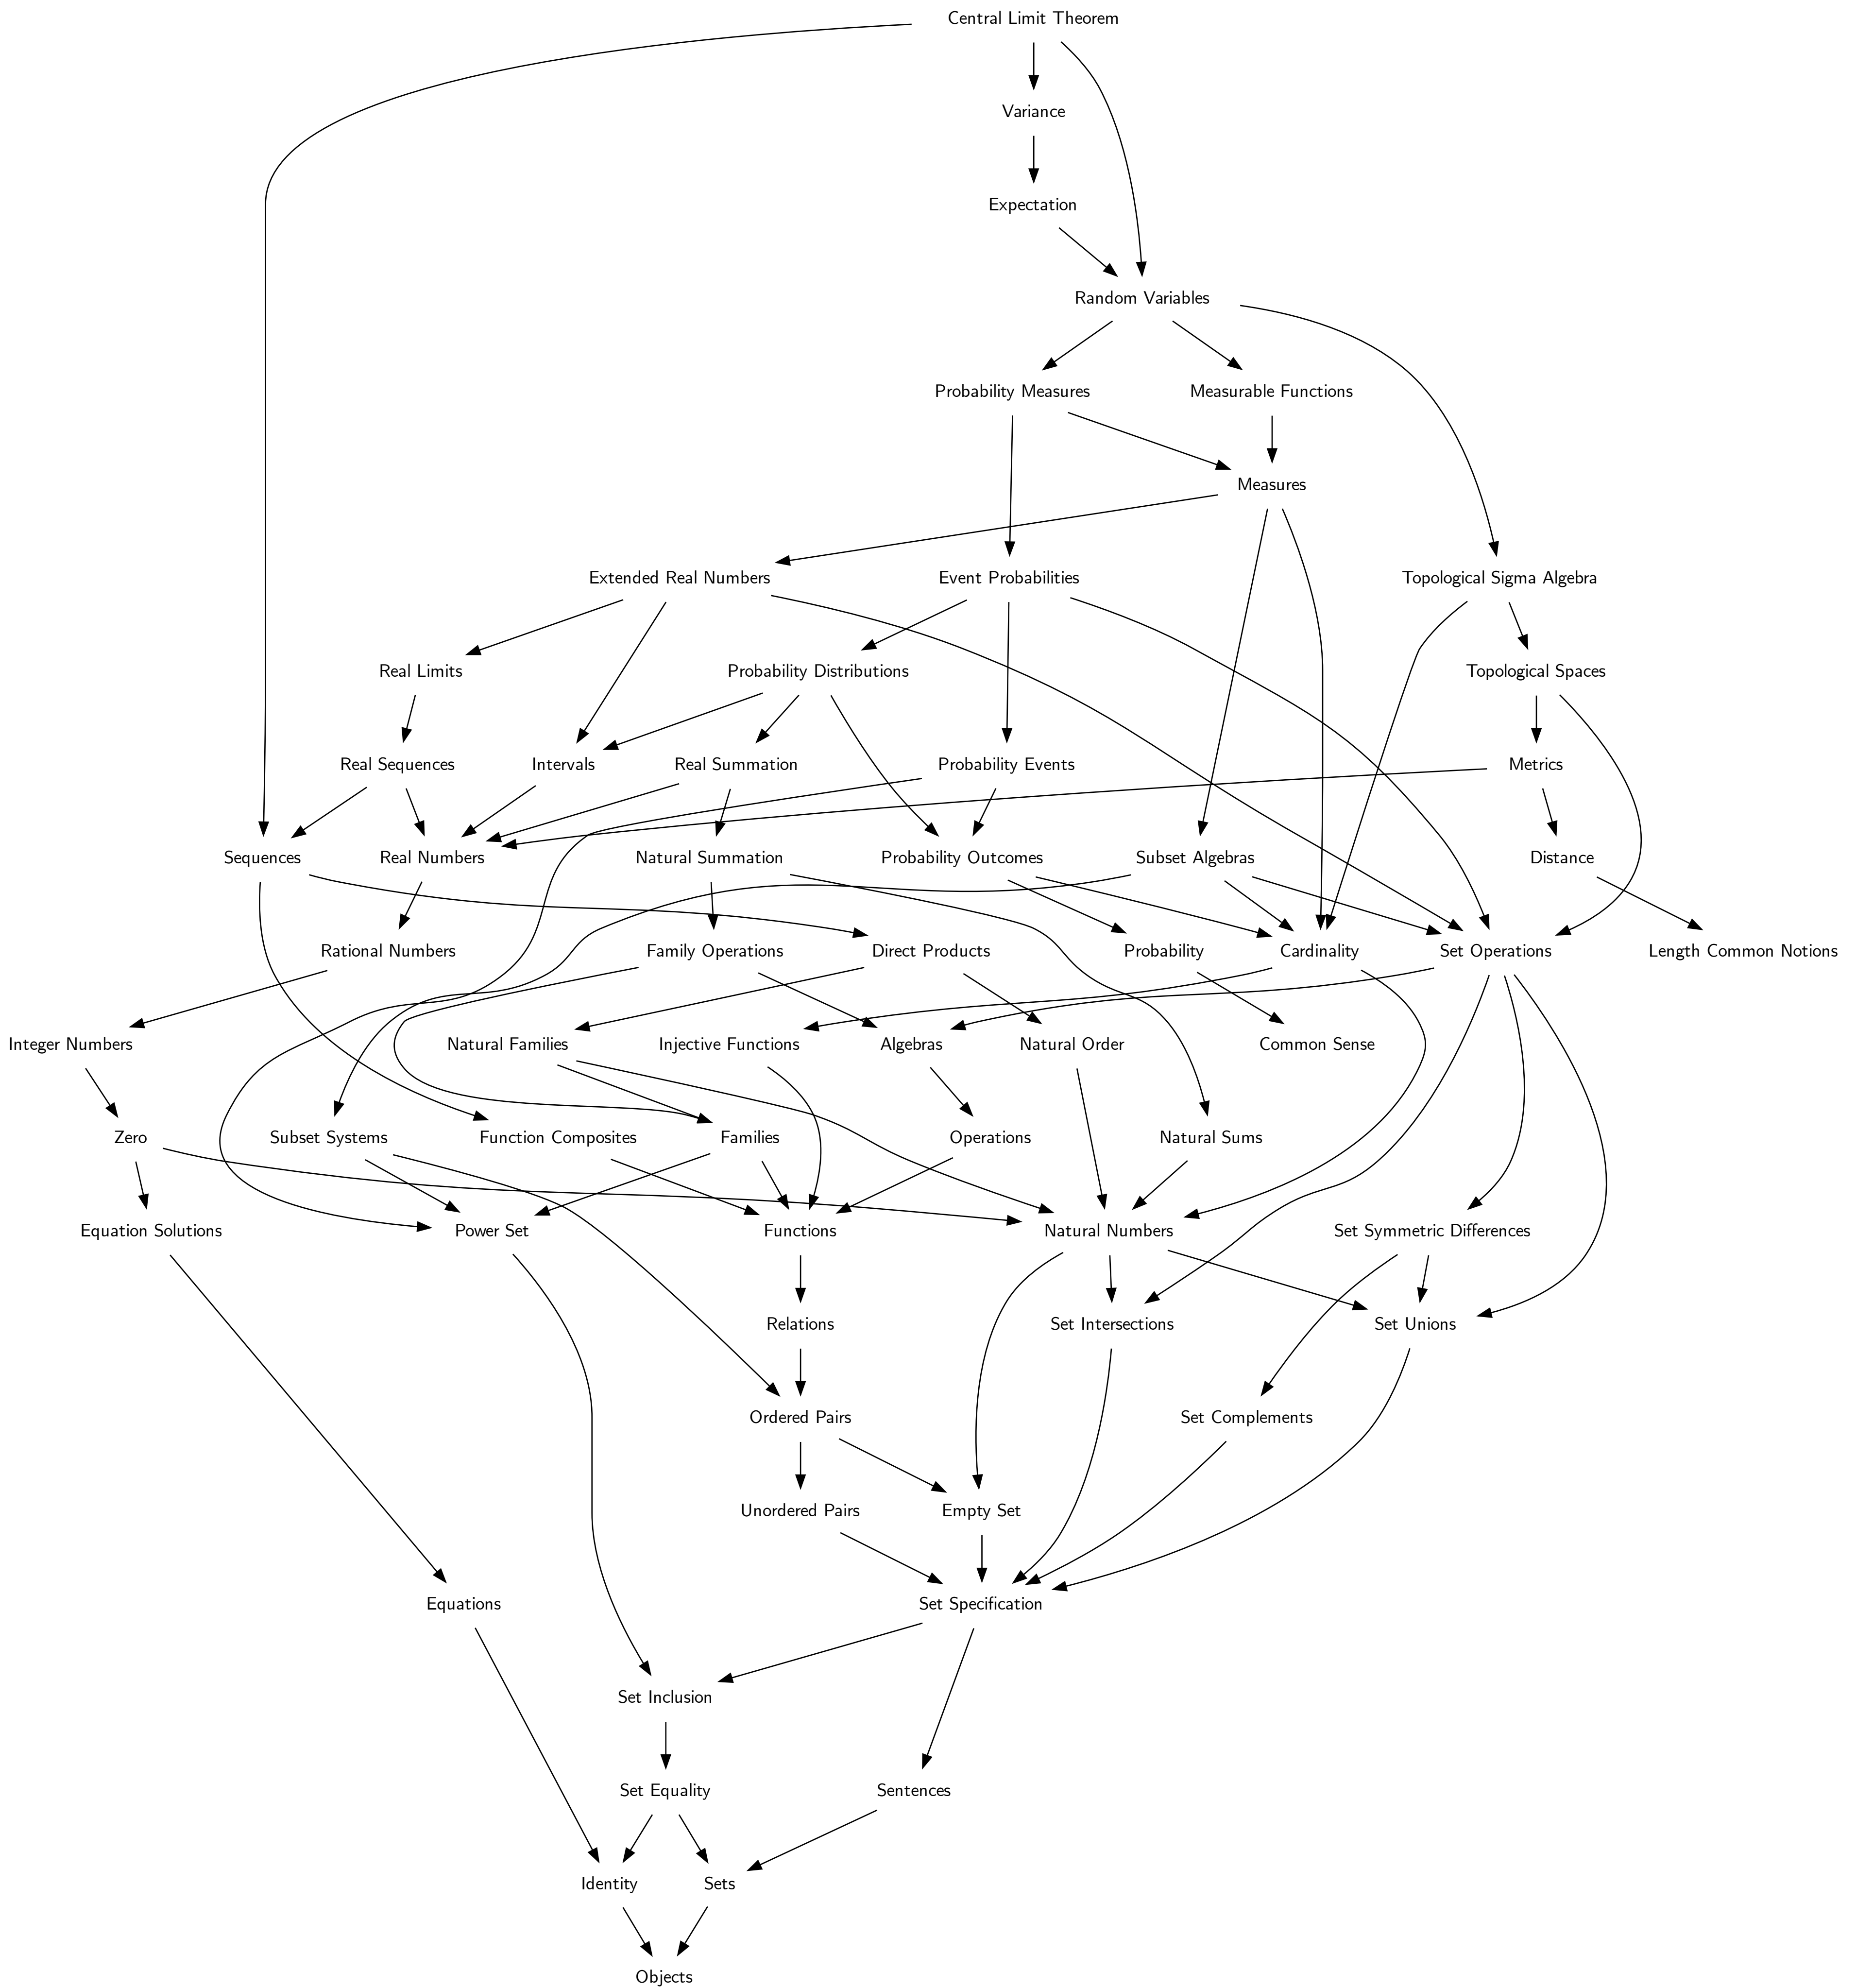 Central Limit Theorem
Variance
Expectation
Random Variables
Probability Measures
Measurable Functions
Measures
Extended Real Numbers
Event Probabilities
Topological Sigma Algebra
Real Limits
Probability Distributions
Topological Spaces
Real Sequences
Intervals
Real Summation
Probability Events
Metrics
Sequences
Real Numbers
Natural Summation
Probability Outcomes
Subset Algebras
Distance
Rational Numbers
Family Operations
Direct Products
Probability
Cardinality
Set Operations
Length Common Notions
Integer Numbers
Natural Families
Injective Functions
Algebras
Natural Order
Common Sense
Zero
Subset Systems
Function Composites
Families
Operations
Natural Sums
Equation Solutions
Power Set
Functions
Natural Numbers
Set Symmetric Differences
Relations
Set Intersections
Set Unions
Ordered Pairs
Set Complements
Unordered Pairs
Empty Set
Equations
Set Specification
Set Inclusion
Set Equality
Sentences
Identity
Sets
Objects